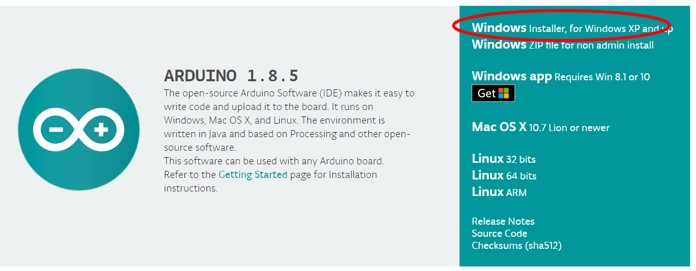 ARDUINO 1.8.5
The open-source Arduino Software (IDE) makes it easy to
write code and upload it to the board. It runs on
Windows, Mac OS X, and Linux. The environment is
written in Java and based on Processing and other open-
source software.
This software can be used with any Arduino board.
Refer to the Getting Started page for Installation
instructions.
Windows Installer, for Windows XP and up
Windows ZIP file for non admin install
Windows app Requires Win 8.1 or 10
Get
Mac OS X 10.7 Lion or newer
Linux 32 bits
Linux 64 bits
Linux ARM
Release Notes
Source Code
Checksums (sha512)